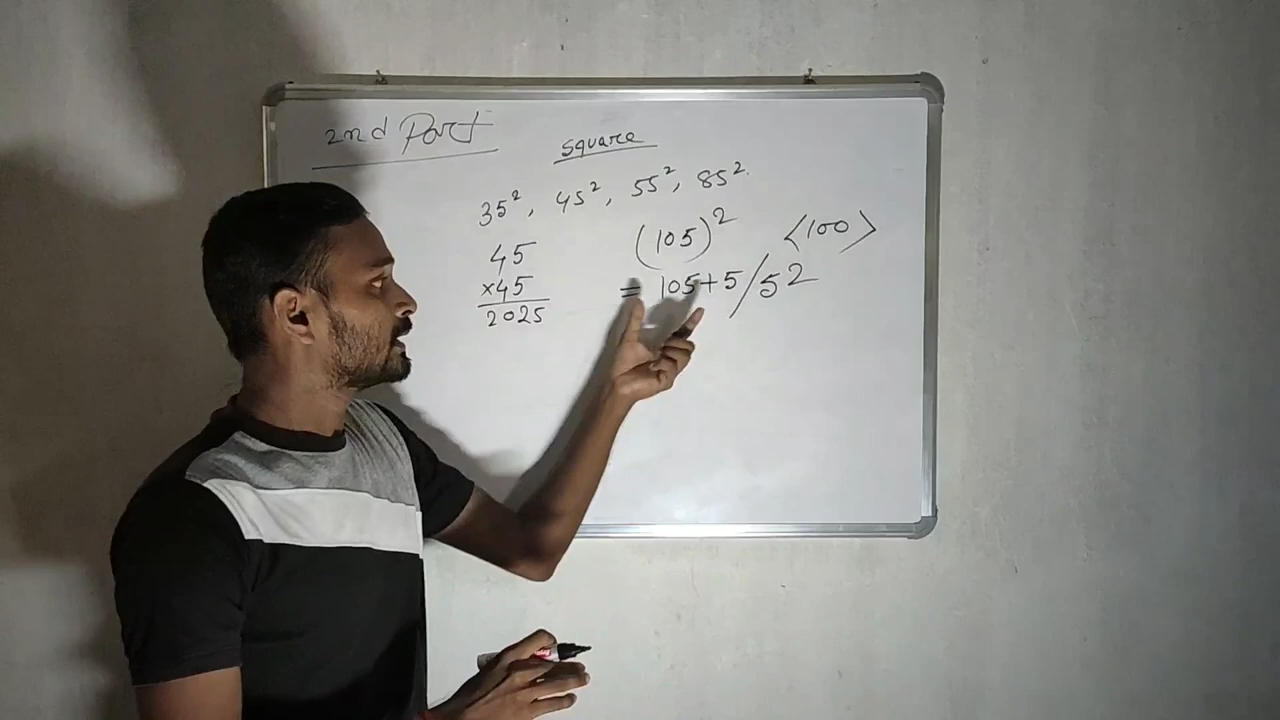 2nd Part
square
35², 45², 55², 85².
45
×45
2025
(105)² <100>
= 105+5/5²